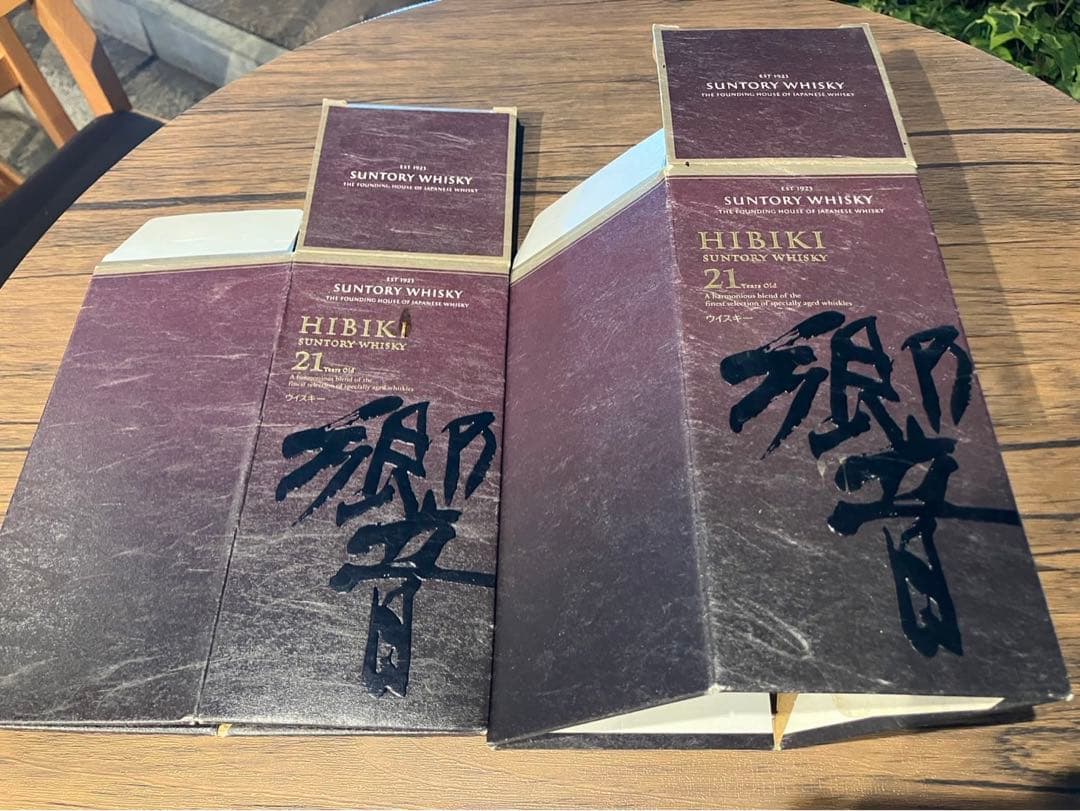 EST 1923
SUNTORY WHISKY
THE FOUNDING HOUSE OF JAPANESE WHISKY
EST 1923
SUNTORY WHISKY
THE FOUNDING HOUSE OF JAPANESE WHISKY
HIBIKI
SUNTORY WHISKY
21 Years Old
A harmonious blend of the
finest selection of specially aged whiskies
ウイスキー
響
EST 1923
SUNTORY WHISKY
THE FOUNDING HOUSE OF JAPANESE WHISKY
EST 1923
SUNTORY WHISKY
THE FOUNDING HOUSE OF JAPANESE WHISKY
HIBIKI
SUNTORY WHISKY
21 Years Old
A harmonious blend of the
finest selection of specially aged whiskies
ウイスキー
響